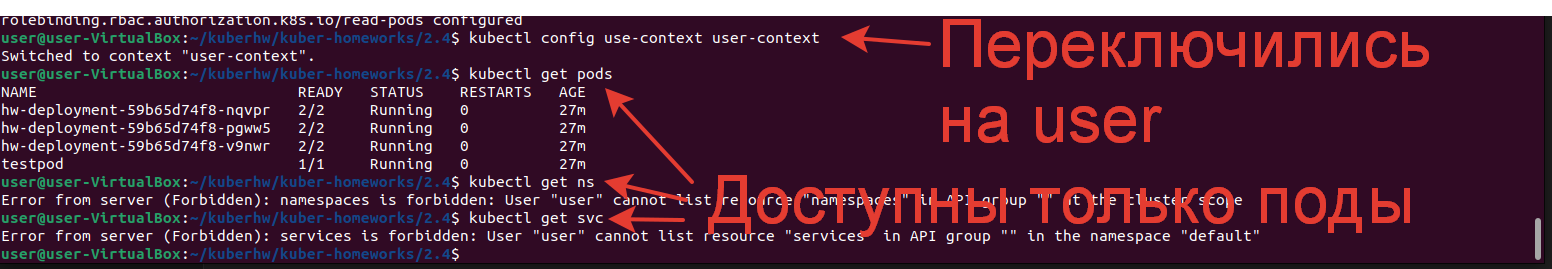 rolebinding.rbac.authorization.k8s.io/read-pods configured
user@user-VirtualBox:~/kuberhw/kuber-homeworks/2.4$ kubectl config use-context user-context
Switched to context "user-context".
user@user-VirtualBox:~/kuberhw/kuber-homeworks/2.4$ kubectl get pods
NAME READY STATUS RESTARTS AGE
hw-deployment-59b65d74f8-nqvpr 2/2 Running 0 27m
hw-deployment-59b65d74f8-pgww5 2/2 Running 0 27m
hw-deployment-59b65d74f8-v9nwr 2/2 Running 0 27m
testpod 1/1 Running 0 27m
user@user-VirtualBox:~/kuberhw/kuber-homeworks/2.4$ kubectl get ns
Error from server (Forbidden): namespaces is forbidden: User "user" cannot list resource "namespaces" in API group "" at the cluster scope
user@user-VirtualBox:~/kuberhw/kuber-homeworks/2.4$ kubectl get svc
Error from server (Forbidden): services is forbidden: User "user" cannot list resource "services" in API group "" in the namespace "default"
user@user-VirtualBox:~/kuberhw/kuber-homeworks/2.4$
Переключились
на user
Доступны только поды